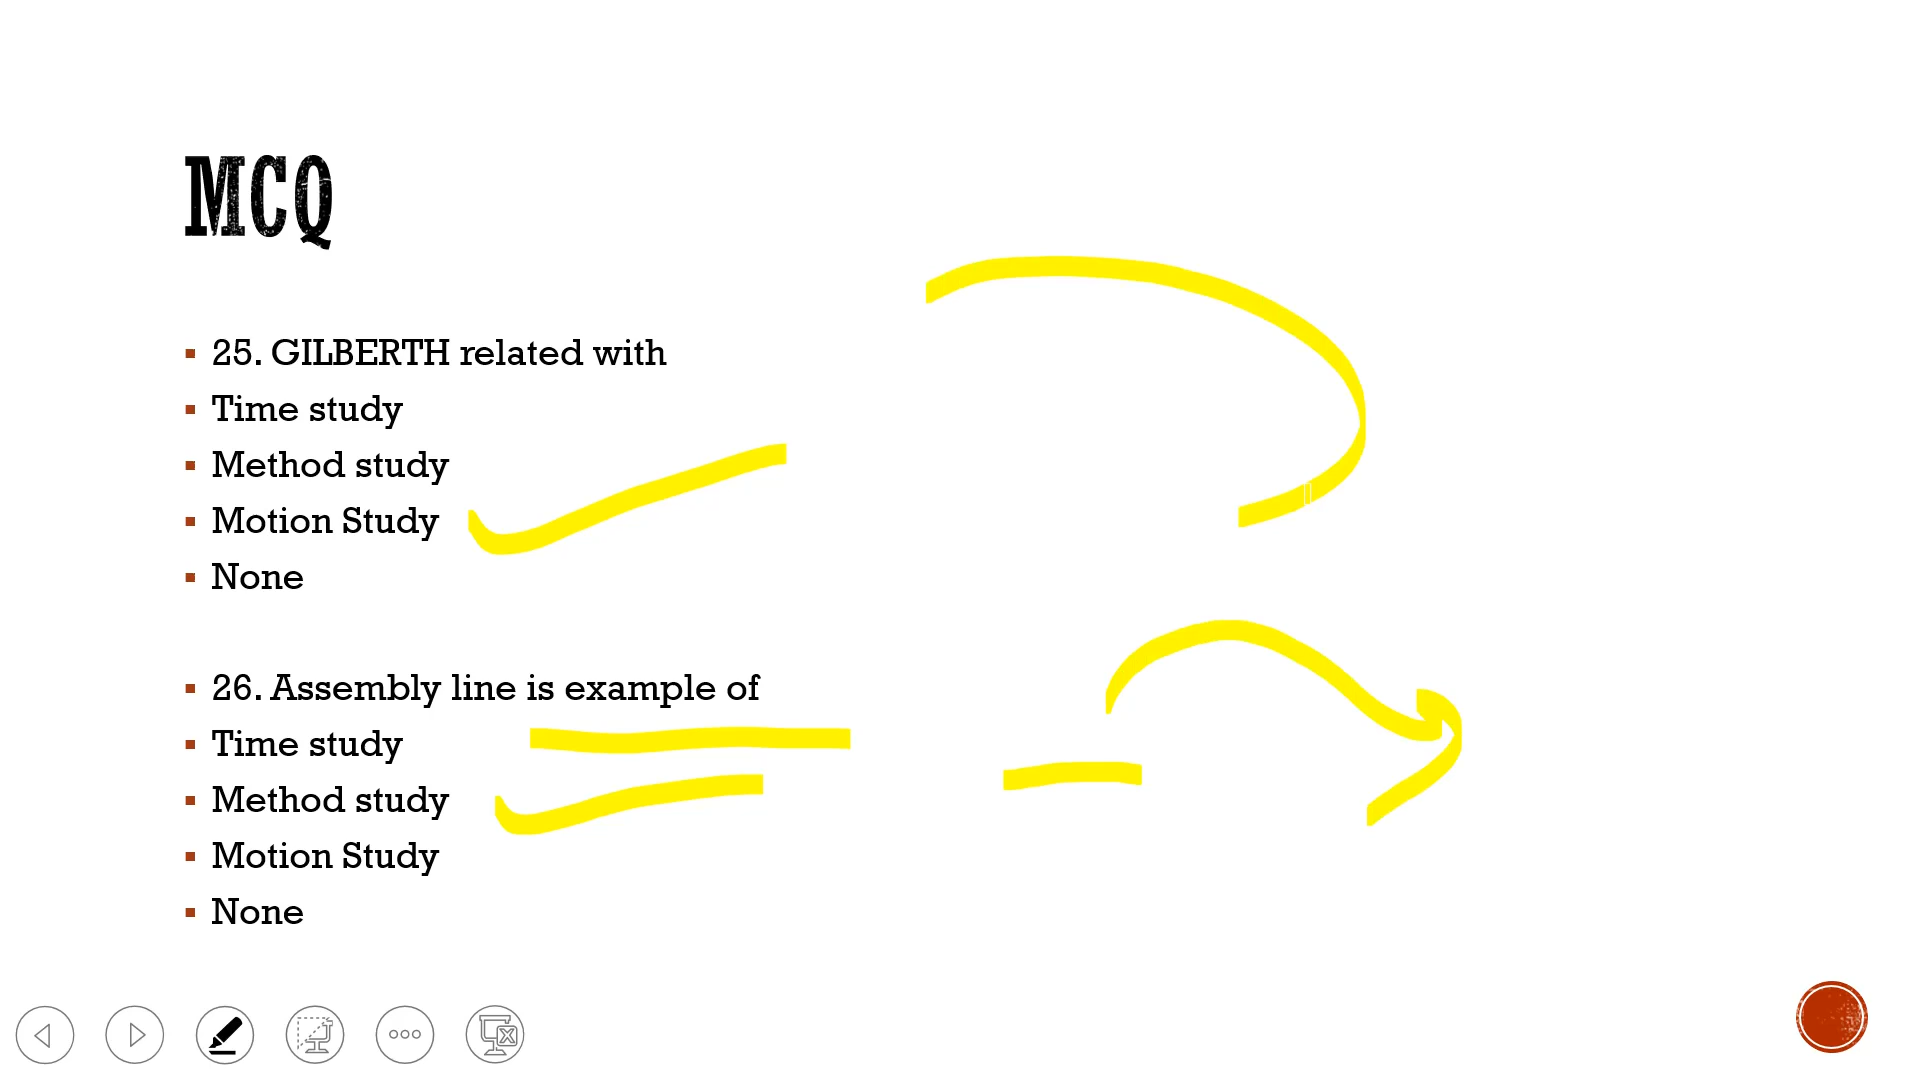 MCQ
25. GILBERTH related with
Time study
Method study
Motion Study
None
26. Assembly line is example of
Time study
Method study
Motion Study
None